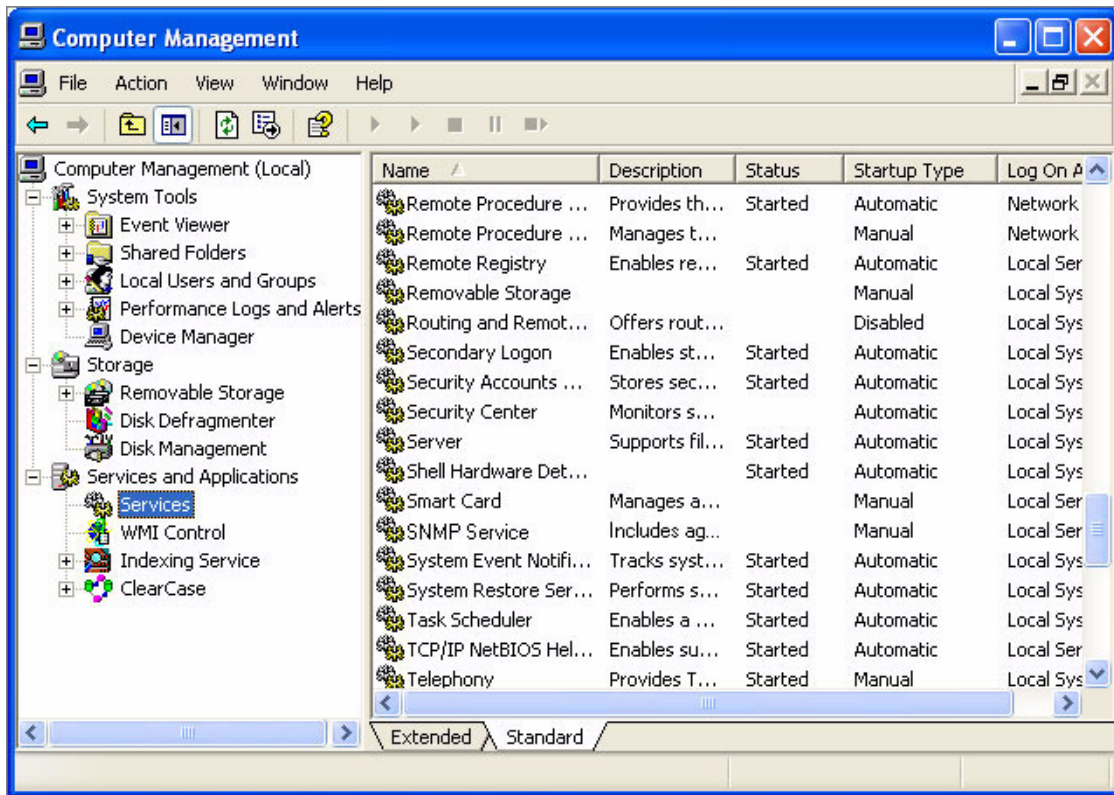 Computer Management
File Action View Window Help
Computer Management (Local)
System Tools
Event Viewer
Shared Folders
Local Users and Groups
Performance Logs and Alerts
Device Manager
Storage
Removable Storage
Disk Defragmenter
Disk Management
Services and Applications
Services
WMI Control
Indexing Service
ClearCase
Name Description Status Startup Type Log On A
Remote Procedure ... Provides th... Started Automatic Network
Remote Procedure ... Manages t... Manual Network
Remote Registry Enables re... Started Automatic Local Ser
Removable Storage Manual Local Sys
Routing and Remot... Offers rout... Disabled Local Sys
Secondary Logon Enables st... Started Automatic Local Sys
Security Accounts ... Stores sec... Started Automatic Local Sys
Security Center Monitors s... Automatic Local Sys
Server Supports fil... Started Automatic Local Sys
Shell Hardware Det... Started Automatic Local Sys
Smart Card Manages a... Manual Local Ser
SNMP Service Includes ag... Manual Local Ser
System Event Notifi... Tracks syst... Started Automatic Local Sys
System Restore Ser... Performs s... Started Automatic Local Sys
Task Scheduler Enables a ... Started Automatic Local Sys
TCP/IP NetBIOS Hel... Enables su... Started Automatic Local Ser
Telephony Provides T... Started Manual Local Sys
Extended Standard